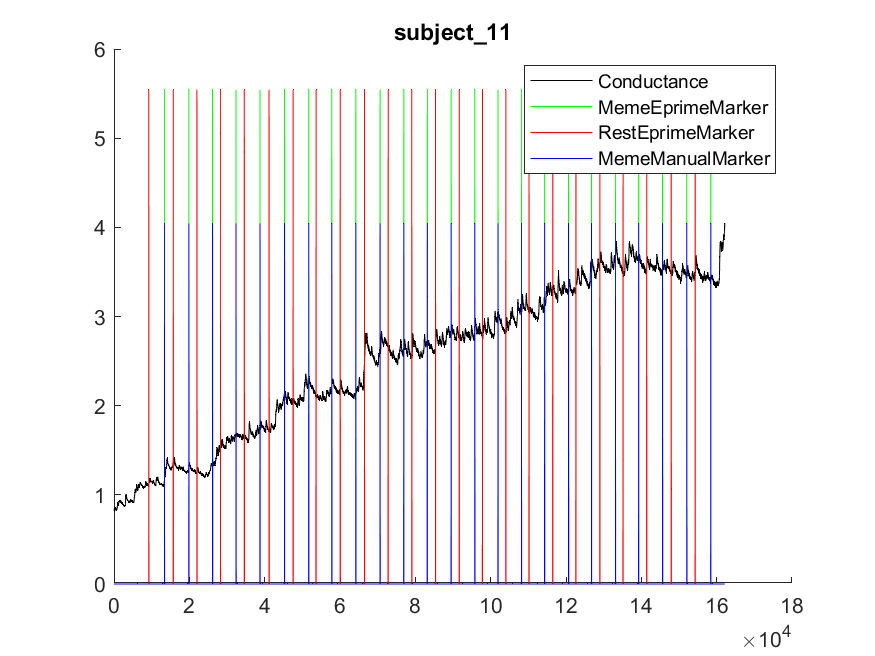 subject_11
6
5
4
3
2
1
0
Conductance
MemeEprimeMarker
RestEprimeMarker
MemeManualMarker
0 2 4 6 8 10 12 14 16 18
×10^4